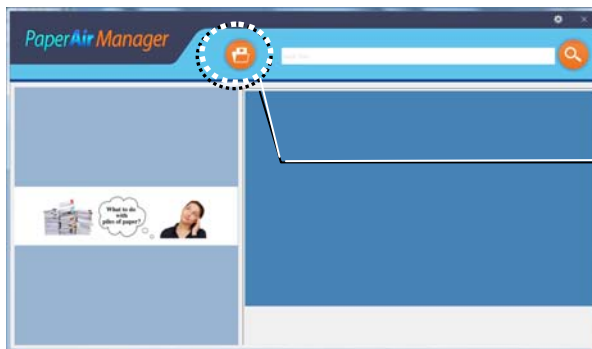 PaperAir Manager
What to do
with
piles of paper?